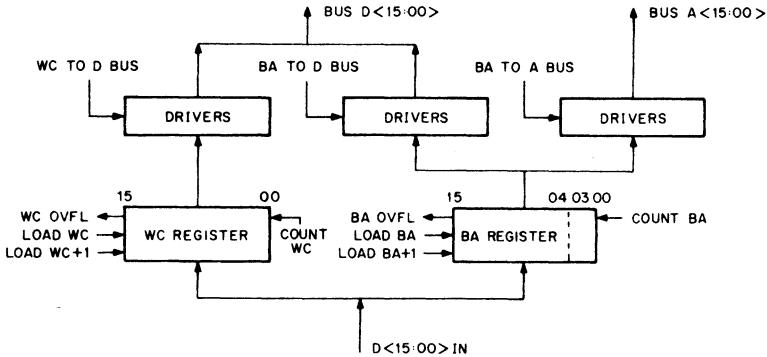 BUS D<15:00>
BUS A<15:00>
WC TO D BUS
BA TO D BUS
BA TO A BUS
DRIVERS
DRIVERS
DRIVERS
15
00
15
04 03 00
WC OVFL
LOAD WC
LOAD WC+1
WC REGISTER
COUNT
WC
BA OVFL
LOAD BA
LOAD BA+1
BA REGISTER
COUNT BA
D<15:00>IN